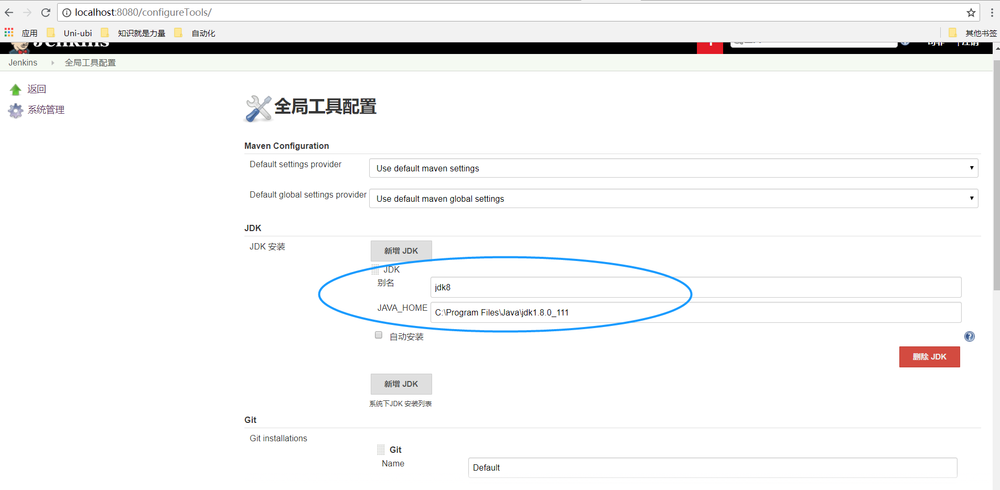 localhost:8080/configureTools/
应用 Uni-ubi 知识就是力量 自动化 其他书签
Jenkins
注销
Jenkins 全局工具配置
返回
系统管理
全局工具配置
Maven Configuration
Default settings provider Use default maven settings
Default global settings provider Use default maven global settings
JDK
JDK 安装 新增 JDK
JDK
别名 jdk8
JAVA_HOME C:\Program Files\Java\jdk1.8.0_111
自动安装
删除 JDK
新增 JDK
系统下JDK 安装列表
Git
Git installations
Git
Name Default